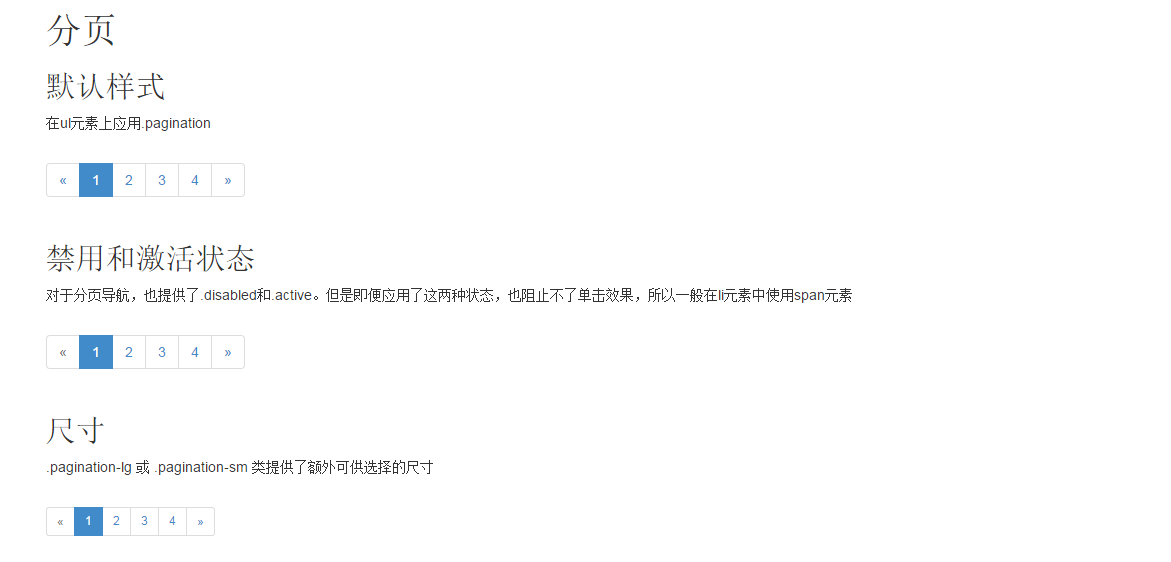 分页
默认样式
在ul元素上应用.pagination
« 1 2 3 4 »
禁用和激活状态
对于分页导航，也提供了.disabled和.active。但是即便应用了这两种状态，也阻止不了单击效果，所以一般在li元素中使用span元素
« 1 2 3 4 »
尺寸
.pagination-lg 或 .pagination-sm 类提供了额外可供选择的尺寸
« 1 2 3 4 »